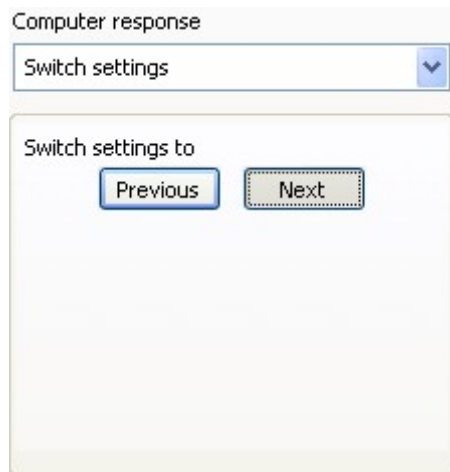 Computer response
Switch settings
Switch settings to
Previous Next